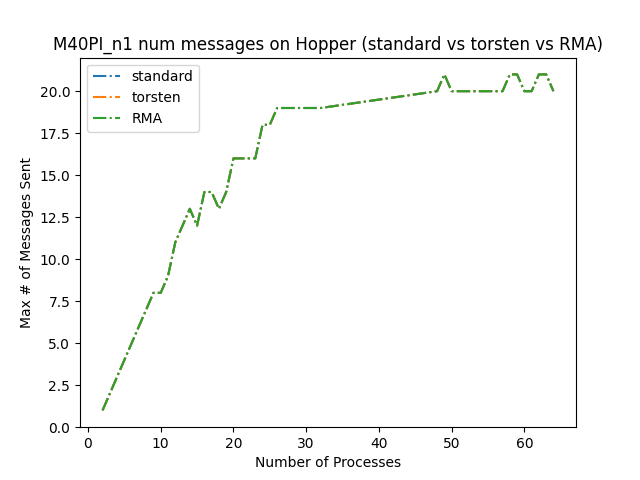 M40PI_n1 num messages on Hopper (standard vs torsten vs RMA)
standard
torsten
RMA
Max # of Messages Sent
20.0
17.5
15.0
12.5
10.0
7.5
5.0
2.5
0.0
0 10 20 30 40 50 60
Number of Processes